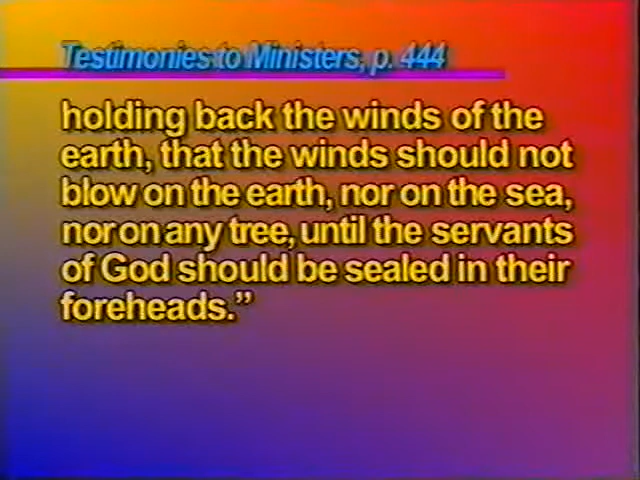 Testimonies to Ministers, p. 444
holding back the winds of the
earth, that the winds should not
blow on the earth, nor on the sea,
nor on any tree, until the servants
of God should be sealed in their
foreheads.”